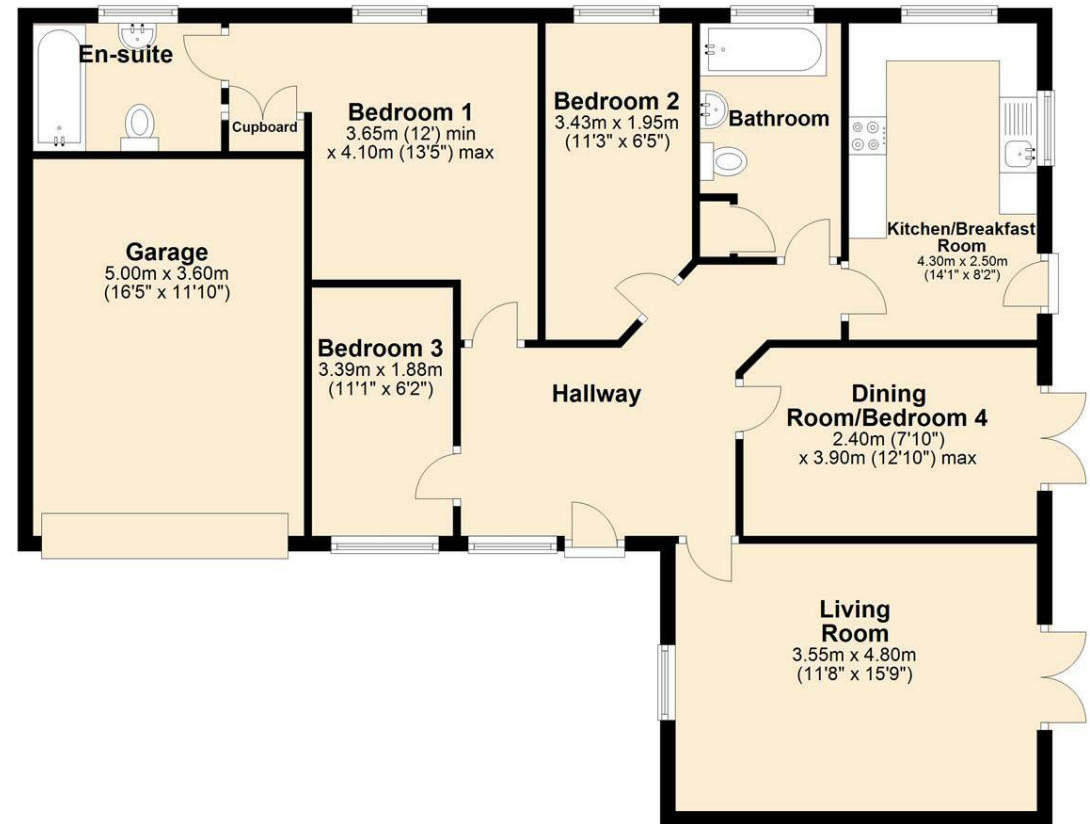 En-suite
Cupboard
Bedroom 1
3.65m (12') min
x 4.10m (13'5") max
Bedroom 2
3.43m x 1.95m
(11'3" x 6'5")
Bathroom
Kitchen/Breakfast
Room
4.30m x 2.50m
(14'1" x 8'2")
Garage
5.00m x 3.60m
(16'5" x 11'10")
Bedroom 3
3.39m x 1.88m
(11'1" x 6'2")
Hallway
Dining
Room/Bedroom 4
2.40m (7'10")
x 3.90m (12'10") max
Living
Room
3.55m x 4.80m
(11'8" x 15'9")